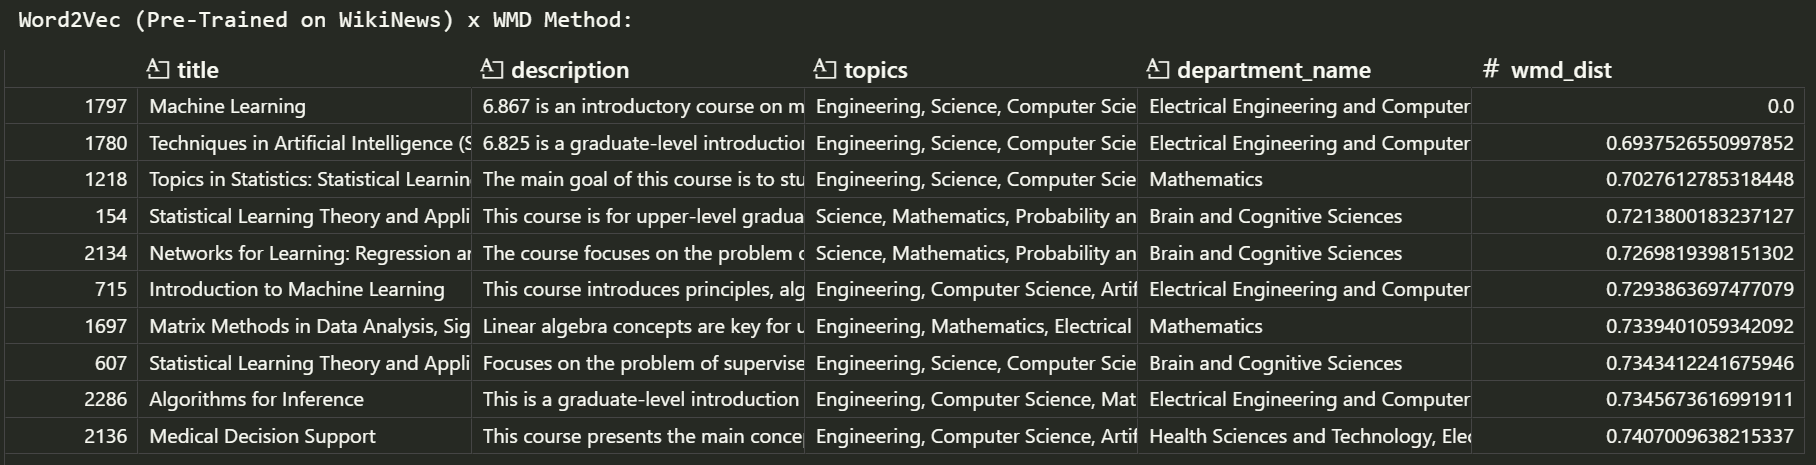 Word2Vec (Pre-Trained on WikiNews) x WMD Method:
title description topics department_name # wmd_dist
1797 Machine Learning 6.867 is an introductory course on m Engineering, Science, Computer Scie Electrical Engineering and Computer 0.0
1780 Techniques in Artificial Intelligence (S 6.825 is a graduate-level introduction Engineering, Science, Computer Scie Electrical Engineering and Computer 0.6937526550997852
1218 Topics in Statistics: Statistical Learnin The main goal of this course is to stu Engineering, Science, Computer Scie Mathematics 0.7027612785318448
154 Statistical Learning Theory and Appli This course is for upper-level gradua Science, Mathematics, Probability an Brain and Cognitive Sciences 0.7213800183237127
2134 Networks for Learning: Regression an The course focuses on the problem o Science, Mathematics, Probability an Brain and Cognitive Sciences 0.7269819398151302
715 Introduction to Machine Learning This course introduces principles, alg Engineering, Computer Science, Artif Electrical Engineering and Computer 0.7293863697477079
1697 Matrix Methods in Data Analysis, Sig Linear algebra concepts are key for u Engineering, Mathematics, Electrical Mathematics 0.7339401059342092
607 Statistical Learning Theory and Appli Focuses on the problem of supervise Engineering, Science, Computer Scie Brain and Cognitive Sciences 0.7343412241675946
2286 Algorithms for Inference This is a graduate-level introduction Engineering, Computer Science, Mat Electrical Engineering and Computer 0.7345673616991911
2136 Medical Decision Support This course presents the main conce Engineering, Computer Science, Artif Health Sciences and Technology, Elec 0.7407009638215337